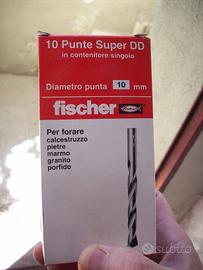 10 Punte Super DD
in contenitore singolo
Diametro punta 10 mm
fischer
Per forare
calcestruzzo
pietre
marmo
granito
porfido
subito